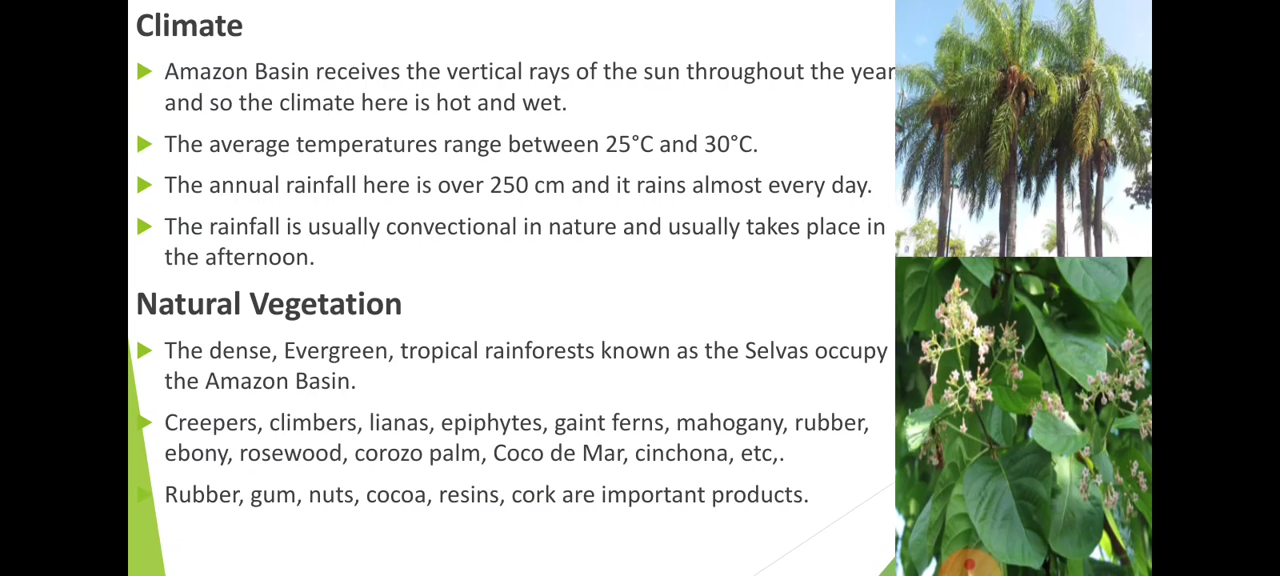 Climate
Amazon Basin receives the vertical rays of the sun throughout the year
and so the climate here is hot and wet.
The average temperatures range between 25°C and 30°C.
The annual rainfall here is over 250 cm and it rains almost every day.
The rainfall is usually convectional in nature and usually takes place in
the afternoon.
Natural Vegetation
The dense, Evergreen, tropical rainforests known as the Selvas occupy
the Amazon Basin.
Creepers, climbers, lianas, epiphytes, gaint ferns, mahogany, rubber,
ebony, rosewood, corozo palm, Coco de Mar, cinchona, etc,.
Rubber, gum, nuts, cocoa, resins, cork are important products.